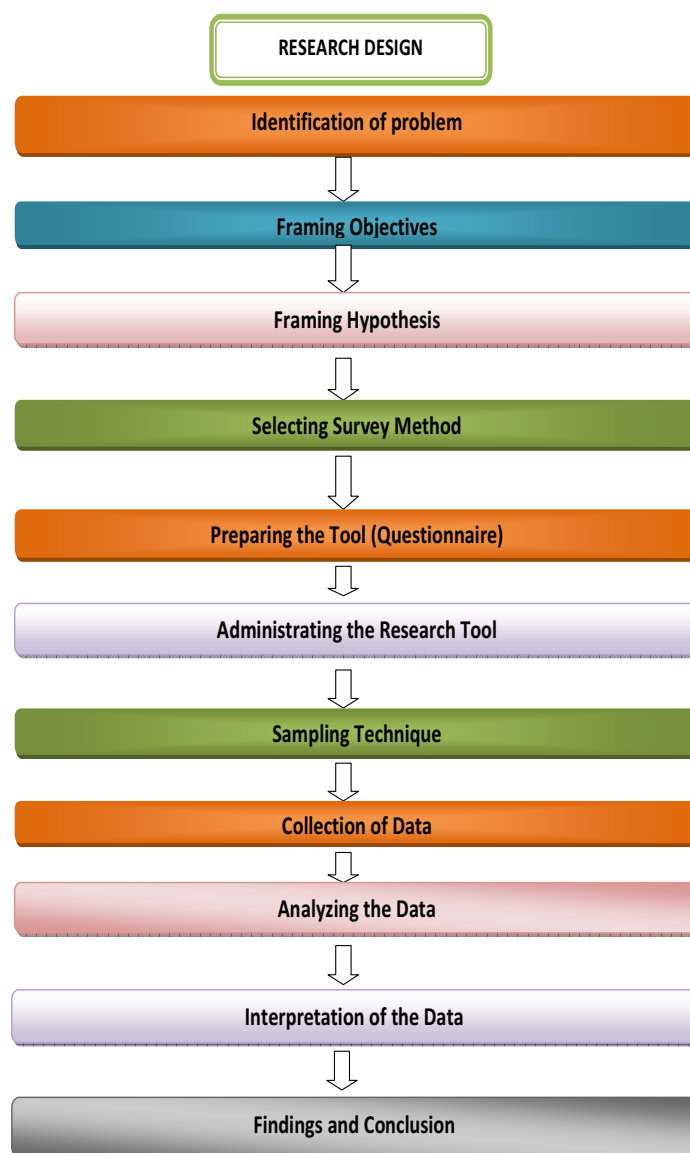 RESEARCH DESIGN
Identification of problem
Framing Objectives
Framing Hypothesis
Selecting Survey Method
Preparing the Tool (Questionnaire)
Administrating the Research Tool
Sampling Technique
Collection of Data
Analyzing the Data
Interpretation of the Data
Findings and Conclusion